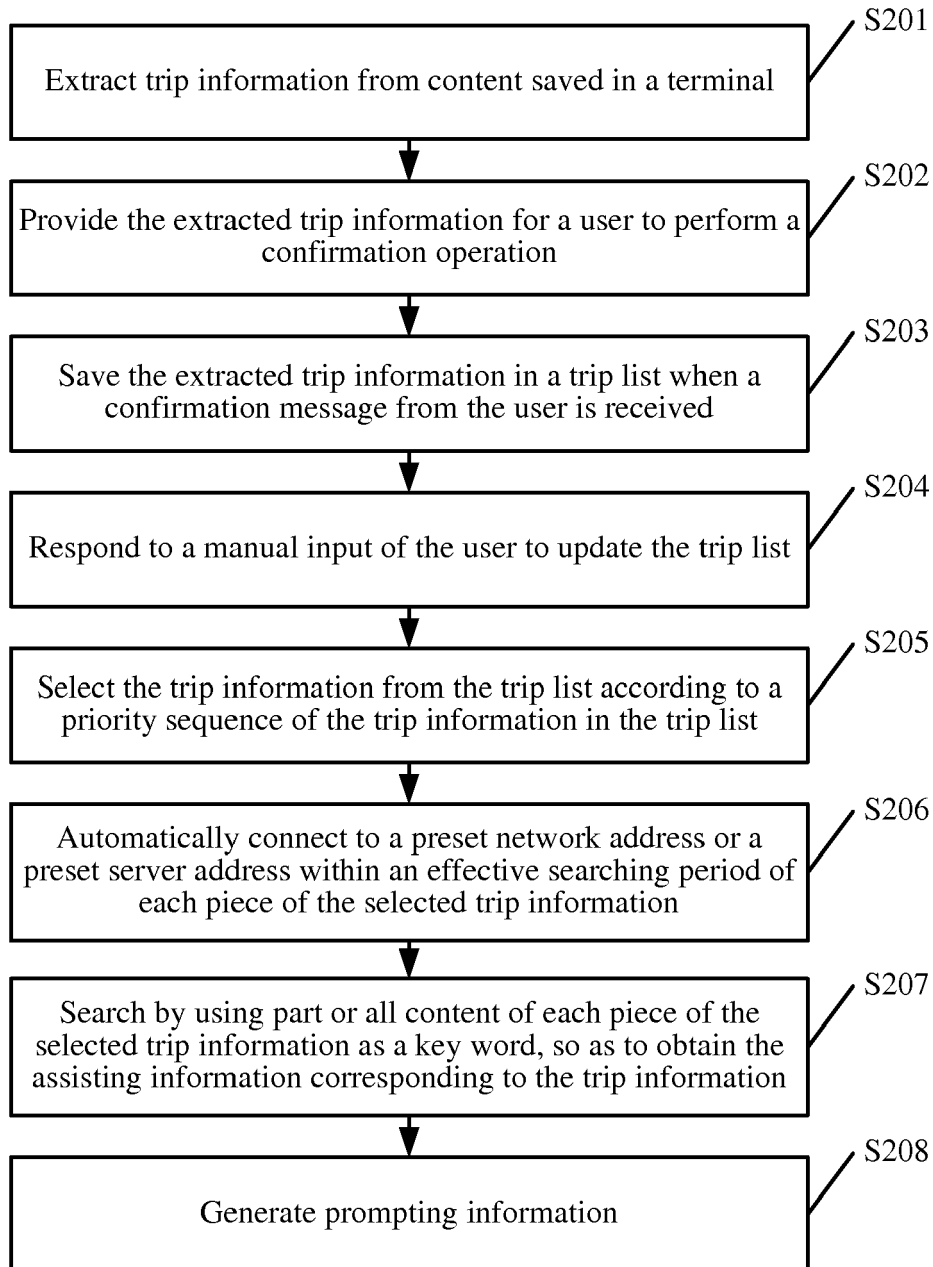 S201
Extract trip information from content saved in a terminal
S202
Provide the extracted trip information for a user to perform a
confirmation operation
S203
Save the extracted trip information in a trip list when a
confirmation message from the user is received
S204
Respond to a manual input of the user to update the trip list
S205
Select the trip information from the trip list according to a
priority sequence of the trip information in the trip list
S206
Automatically connect to a preset network address or a
preset server address within an effective searching period of
each piece of the selected trip information
S207
Search by using part or all content of each piece of the
selected trip information as a key word, so as to obtain the
assisting information corresponding to the trip information
S208
Generate prompting information